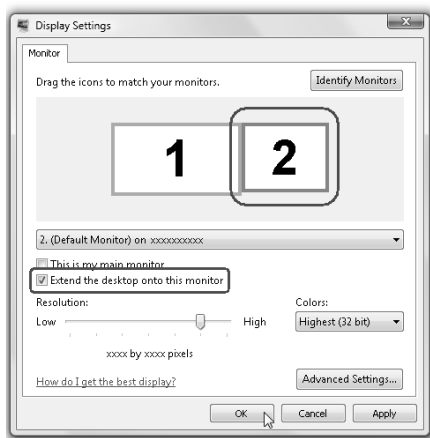 Display Settings
Monitor
Drag the icons to match your monitors.
Identify Monitors
1
2
2. (Default Monitor) on xxxxxxxxxx
This is my main monitor
Extend the desktop onto this monitor
Resolution:
Colors:
Low
High
Highest (32 bit)
xxxx by xxxx pixels
How do I get the best display?
Advanced Settings...
OK
Cancel
Apply